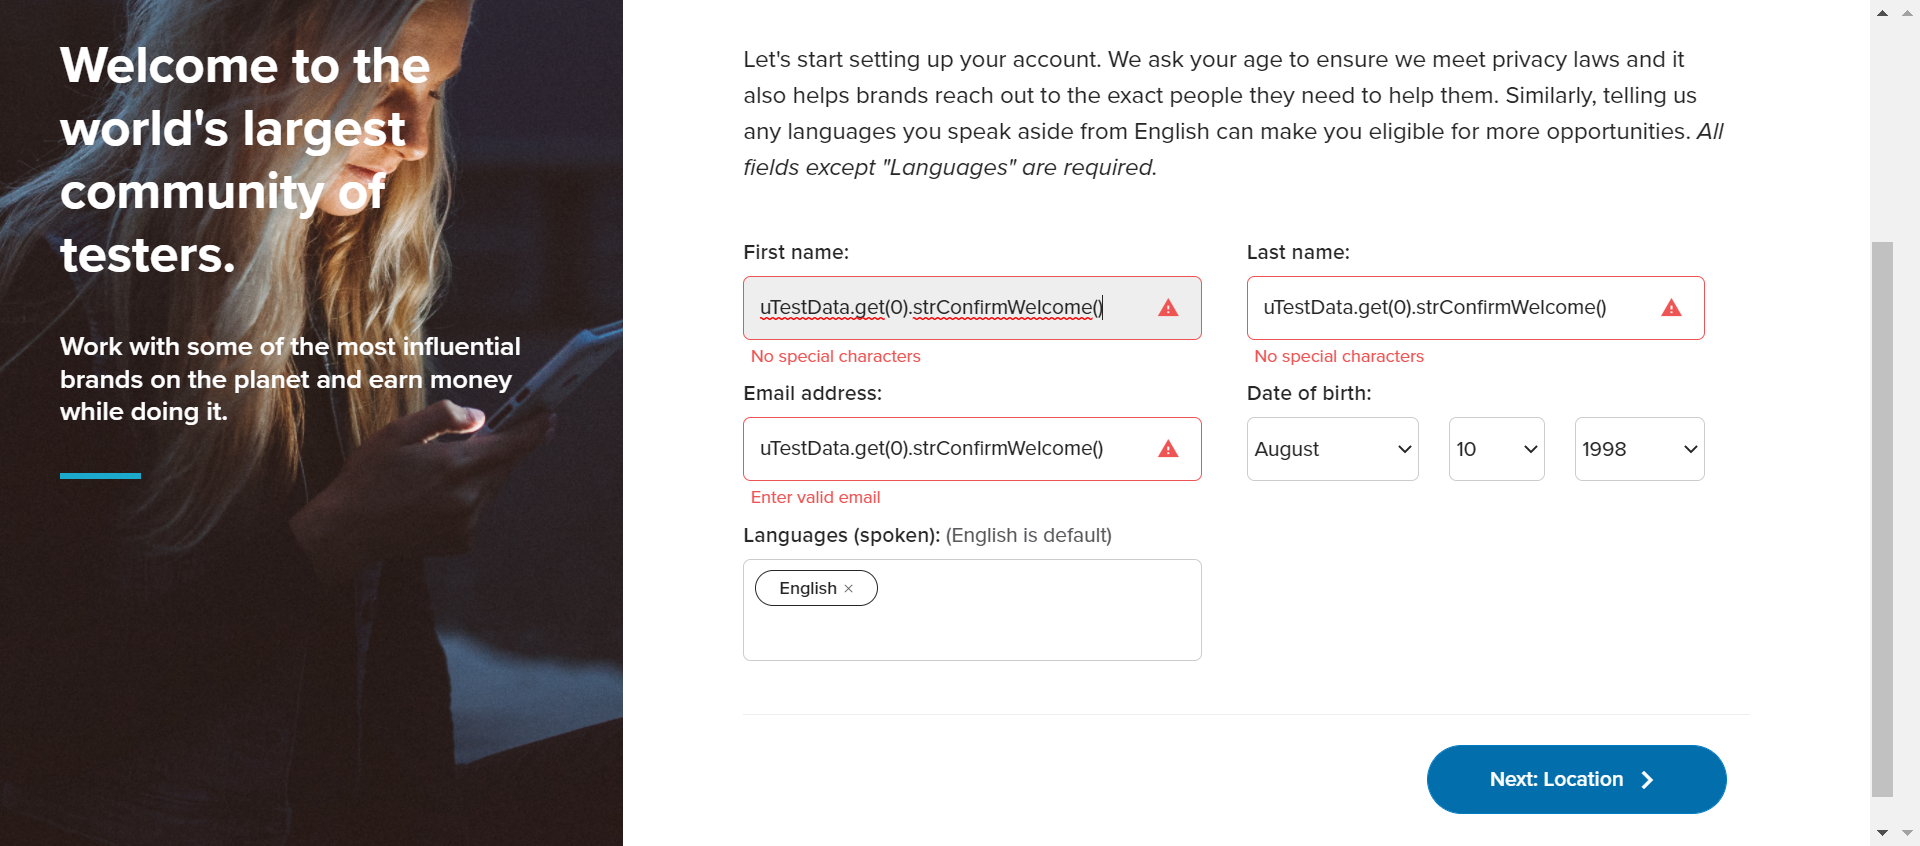 Welcome to the
world's largest
community of
testers.
Work with some of the most influential
brands on the planet and earn money
while doing it.
Let's start setting up your account. We ask your age to ensure we meet privacy laws and it
also helps brands reach out to the exact people they need to help them. Similarly, telling us
any languages you speak aside from English can make you eligible for more opportunities. All
fields except "Languages" are required.
First name:
Last name:
uTestData.get(0).strConfirmWelcome()
uTestData.get(0).strConfirmWelcome()
No special characters
No special characters
Email address:
Date of birth:
uTestData.get(0).strConfirmWelcome()
August
10
1998
Enter valid email
Languages (spoken): (English is default)
English ×
Next: Location